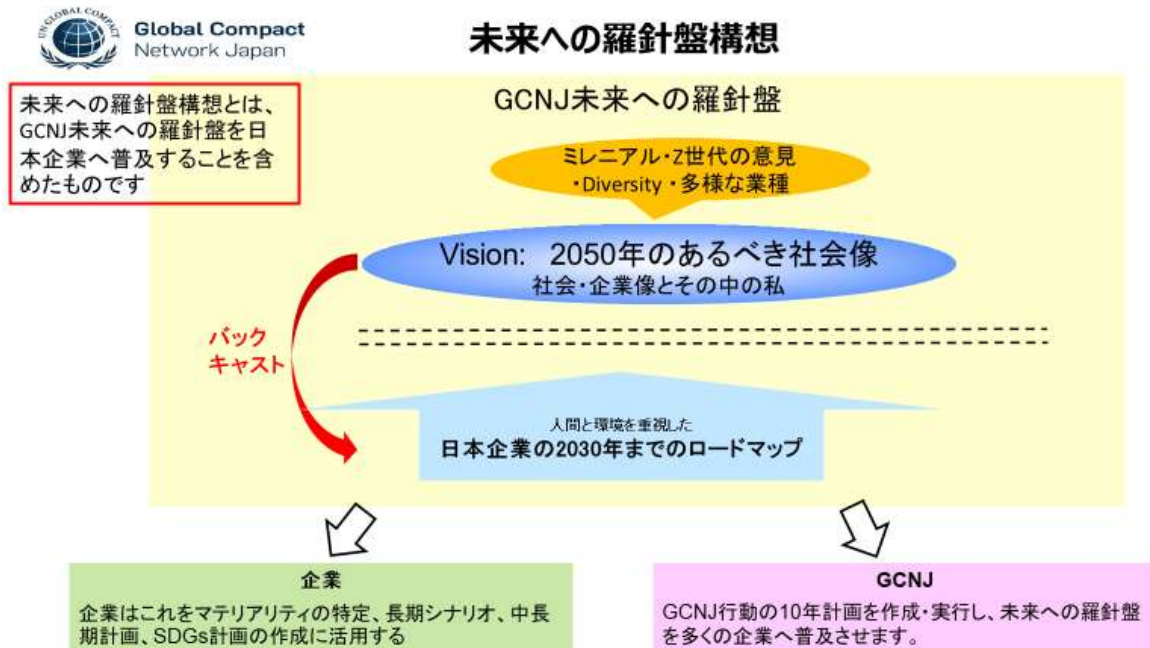 UN GLOBAL COMPACT
Global Compact
Network Japan
未来への羅針盤構想
未来への羅針盤構想とは、
GCNJ未来への羅針盤を日
本企業へ普及することを含
めたものです
GCNJ未来への羅針盤
ミレニアル・Z世代の意見
・Diversity・多様な業種
Vision: 2050年のあるべき社会像
社会・企業像とその中の私
バック
キャスト
人間と環境を重視した
日本企業の2030年までのロードマップ
企業
企業はこれをマテリアリティの特定、長期シナリオ、中長
期計画、SDGs計画の作成に活用する
GCNJ
GCNJ行動の10年計画を作成・実行し、未来への羅針盤
を多くの企業へ普及させます。